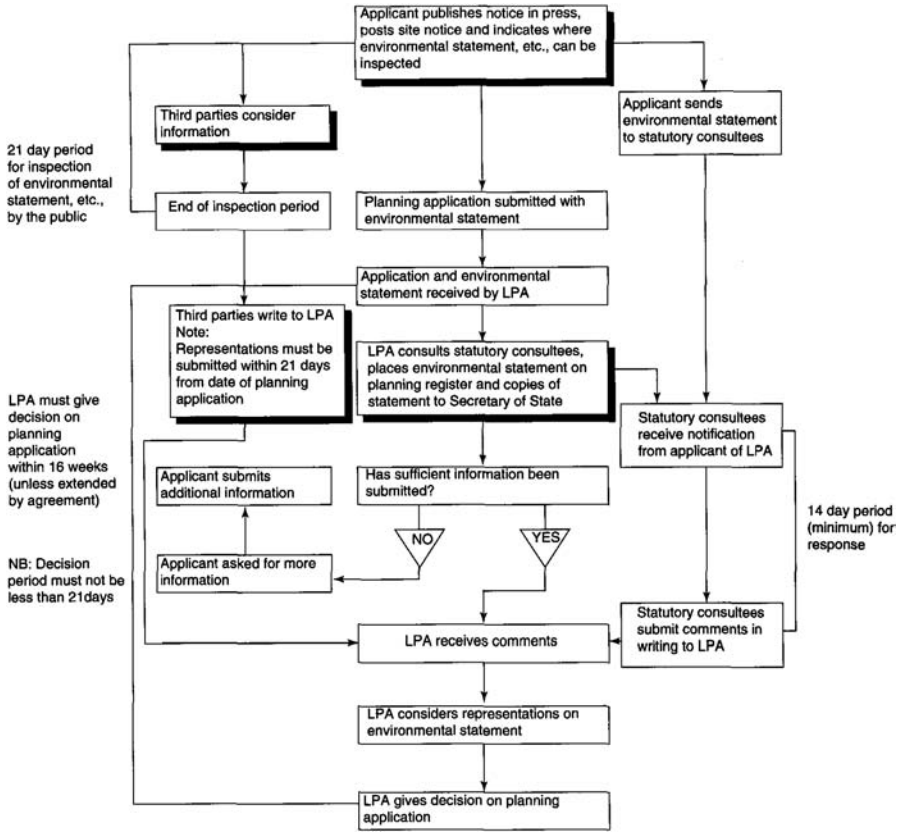 Applicant publishes notice in press,
posts site notice and indicates where
environmental statement, etc., can be
inspected
Third parties consider
information
Applicant sends
environmental statement
to statutory consultees
21 day period
for inspection
of environmental
statement, etc.,
by the public
End of inspection period
Planning application submitted with
environmental statement
Application and environmental
statement received by LPA
Third parties write to LPA
Note:
Representations must be
submitted within 21 days
from date of planning
application
LPA consults statutory consultees,
places environmental statement on
planning register and copies of
statement to Secretary of State
LPA must give
decision on
planning
application
within 16 weeks
(unless extended
by agreement)
Statutory consultees
receive notification
from applicant of LPA
Applicant submits
additional information
Has sufficient information been
submitted?
14 day period
(minimum) for
response
NO
YES
NB: Decision
period must not be
less than 21days
Applicant asked for more
information
Statutory consultees
submit comments in
writing to LPA
LPA receives comments
LPA considers representations on
environmental statement
LPA gives decision on planning
application